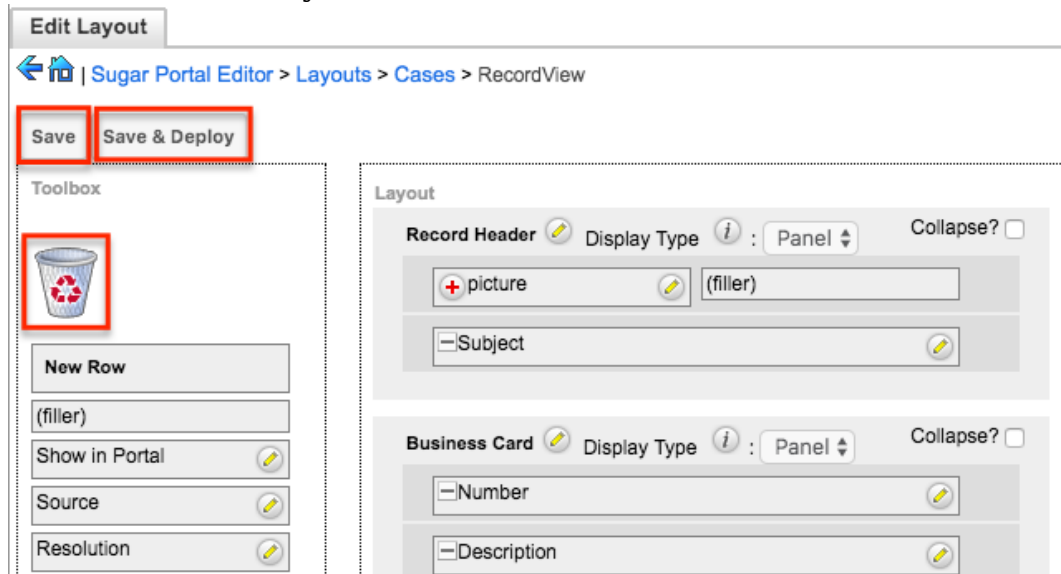 Edit Layout
| Sugar Portal Editor > Layouts > Cases > RecordView
Save Save & Deploy
Toolbox
New Row
(filler)
Show in Portal
Source
Resolution
Layout
Record Header Display Type i : Panel Collapse?
picture (filler)
Subject
Business Card Display Type i : Panel Collapse?
Number
Description